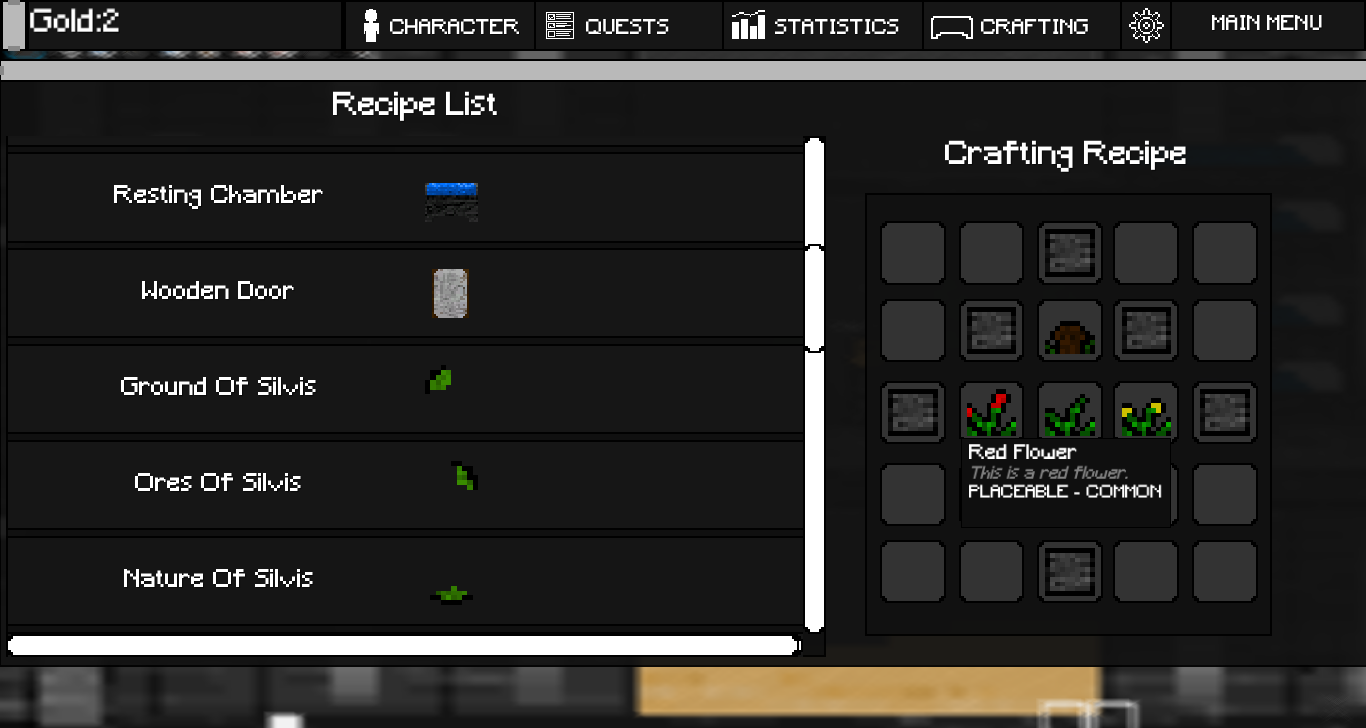 Gold:2
CHARACTER
QUESTS
STATISTICS
CRAFTING
MAIN MENU
Recipe List
Resting Chamber
Wooden Door
Ground Of Silvis
Ores Of Silvis
Nature Of Silvis
Crafting Recipe
Red Flower
This is a red flower.
PLACEABLE - COMMON